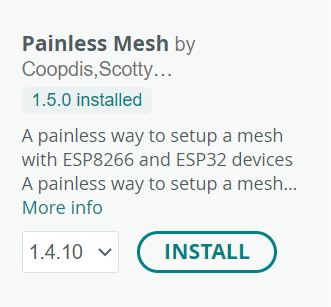 Painless Mesh by
Coopdis,Scotty…
1.5.0 installed
A painless way to setup a mesh
with ESP8266 and ESP32 devices
A painless way to setup a mesh...
More info
1.4.10
INSTALL